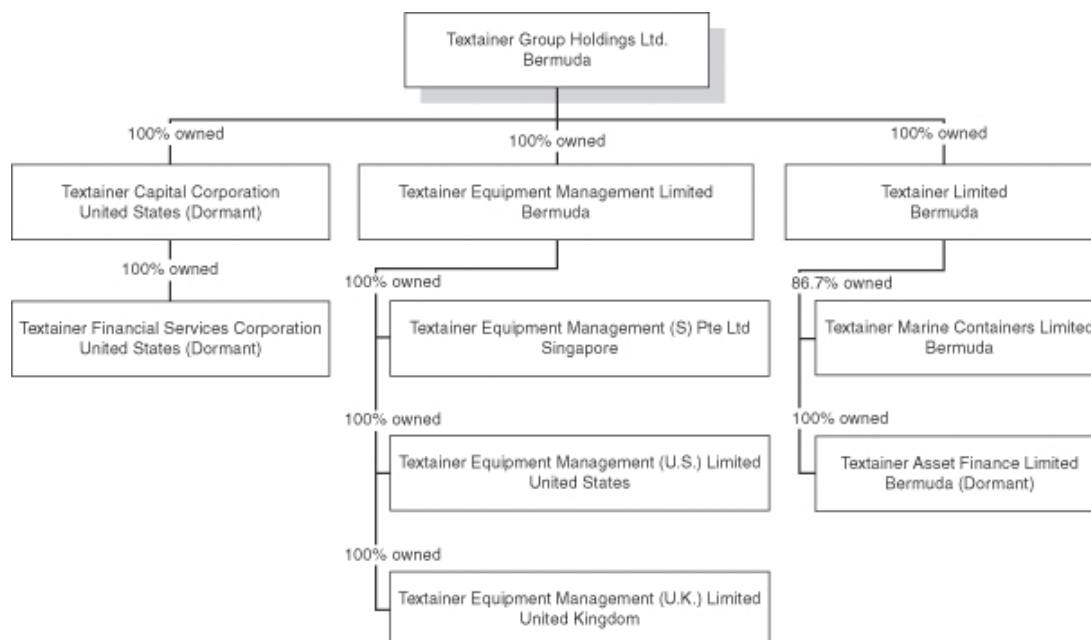 Textainer Group Holdings Ltd.
Bermuda
100% owned
100% owned
100% owned
Textainer Capital Corporation
United States (Dormant)
Textainer Equipment Management Limited
Bermuda
Textainer Limited
Bermuda
100% owned
100% owned
86.7% owned
Textainer Financial Services Corporation
United States (Dormant)
Textainer Equipment Management (S) Pte Ltd
Singapore
Textainer Marine Containers Limited
Bermuda
100% owned
100% owned
Textainer Equipment Management (U.S.) Limited
United States
Textainer Asset Finance Limited
Bermuda (Dormant)
100% owned
Textainer Equipment Management (U.K.) Limited
United Kingdom